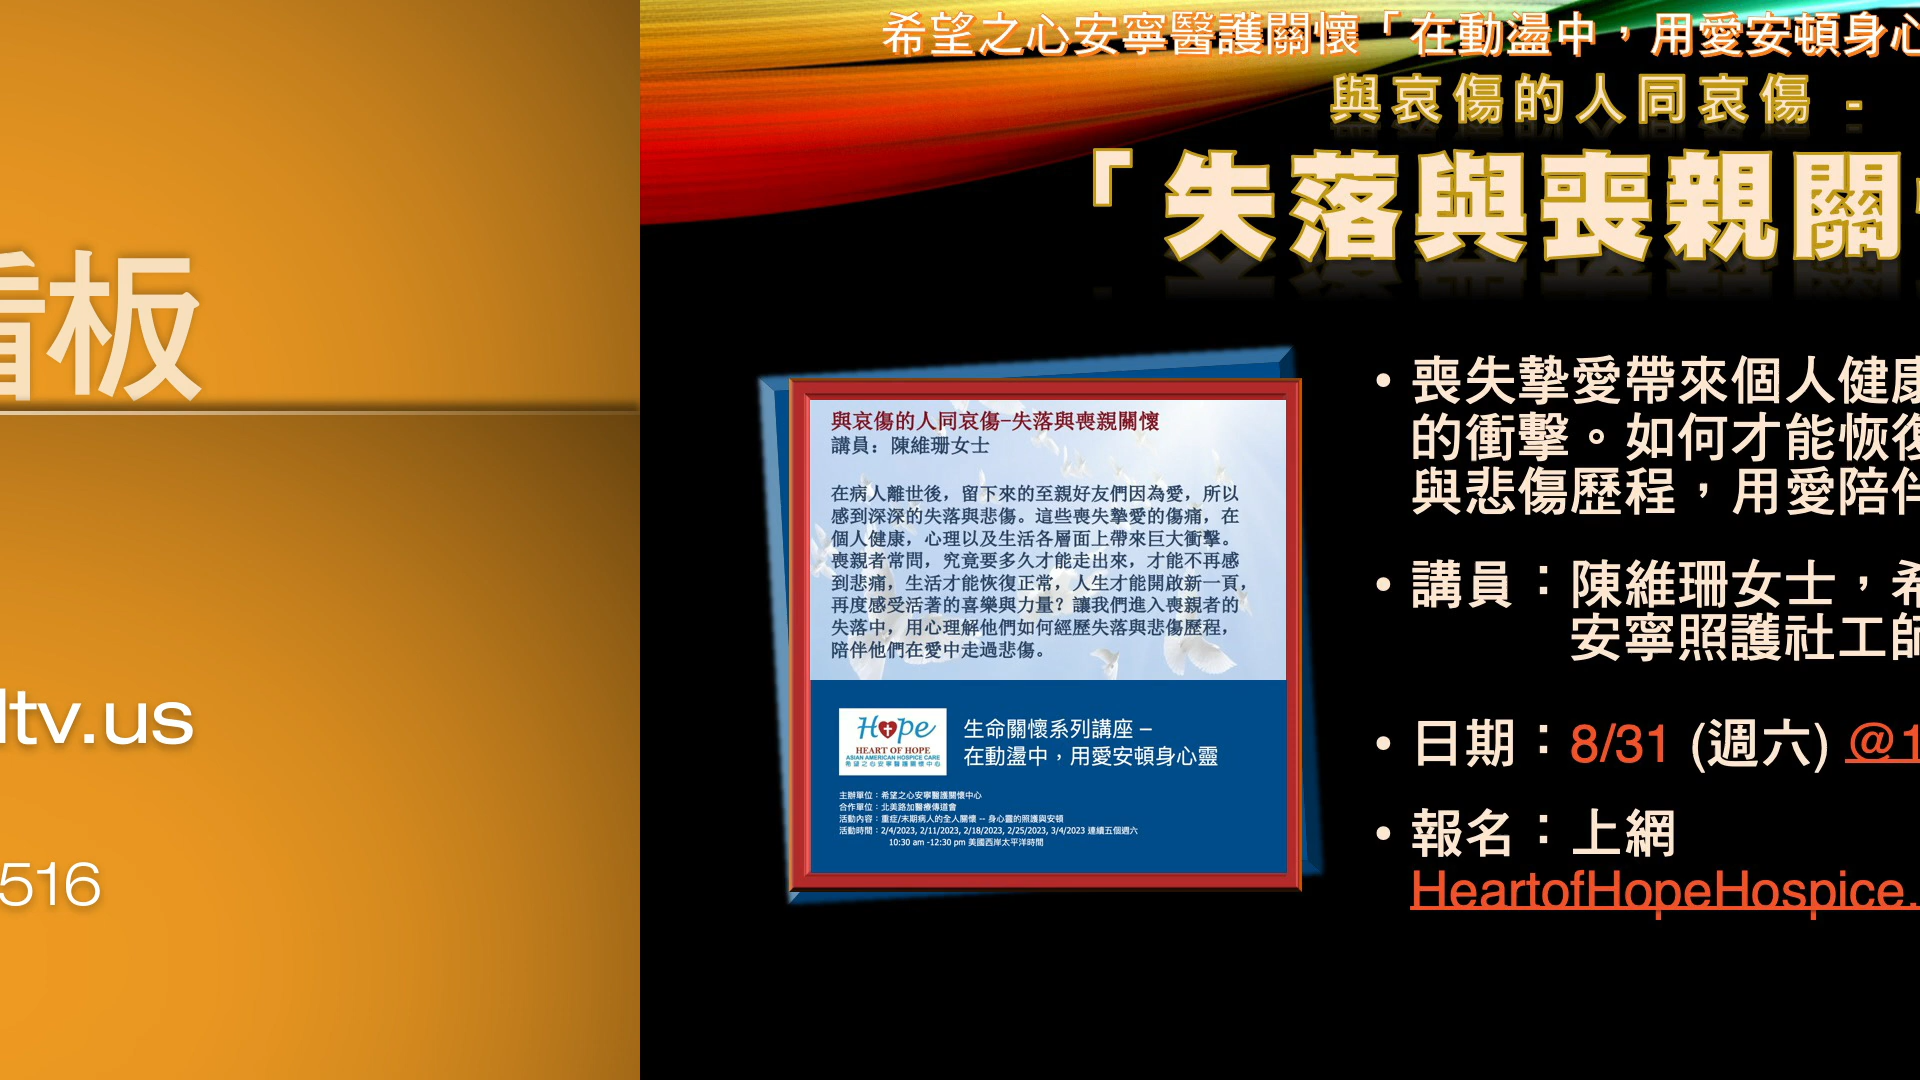 看板
ltv.us
516
希望之心安寧醫護關懷「在動盪中，用愛安頓身心
與哀傷的人同哀傷 -
「失落與喪親關
與哀傷的人同哀傷-失落與喪親關懷
講員：陳維珊女士
在病人離世後，留下來的至親好友們因為愛，所以
感到深深的失落與悲傷。這些喪失摯愛的傷痛，在
個人健康，心理以及生活各層面上帶來巨大衝擊。
喪親者常問，究竟要多久才能走出來，才能不再感
到悲痛，生活才能恢復正常，人生才能開啟新一頁，
再度感受活著的喜樂與力量？讓我們進入喪親者的
失落中，用心理解他們如何經歷失落與悲傷歷程，
陪伴他們在愛中走過悲傷。
Hope
HEART OF HOPE
ASIAN AMERICAN HOSPICE CARE
希望之心安寧醫護關懷中心
生命關懷系列講座 –
在動盪中，用愛安頓身心靈
主辦單位：希望之心安寧醫護關懷中心
合作單位：北美路加醫療傳道會
活動內容：重症/末期病人的全人關懷 -- 身心靈的照護與安頓
活動時間：2/4/2023, 2/11/2023, 2/18/2023, 2/25/2023, 3/4/2023 連續五個週六
10:30 am -12:30 pm 美國西岸太平洋時間
• 喪失摯愛帶來個人健康
的衝擊。如何才能恢復
與悲傷歷程，用愛陪伴
• 講員：陳維珊女士，希
安寧照護社工師
• 日期：8/31 (週六) @1
• 報名：上網
HeartofHopeHospice.